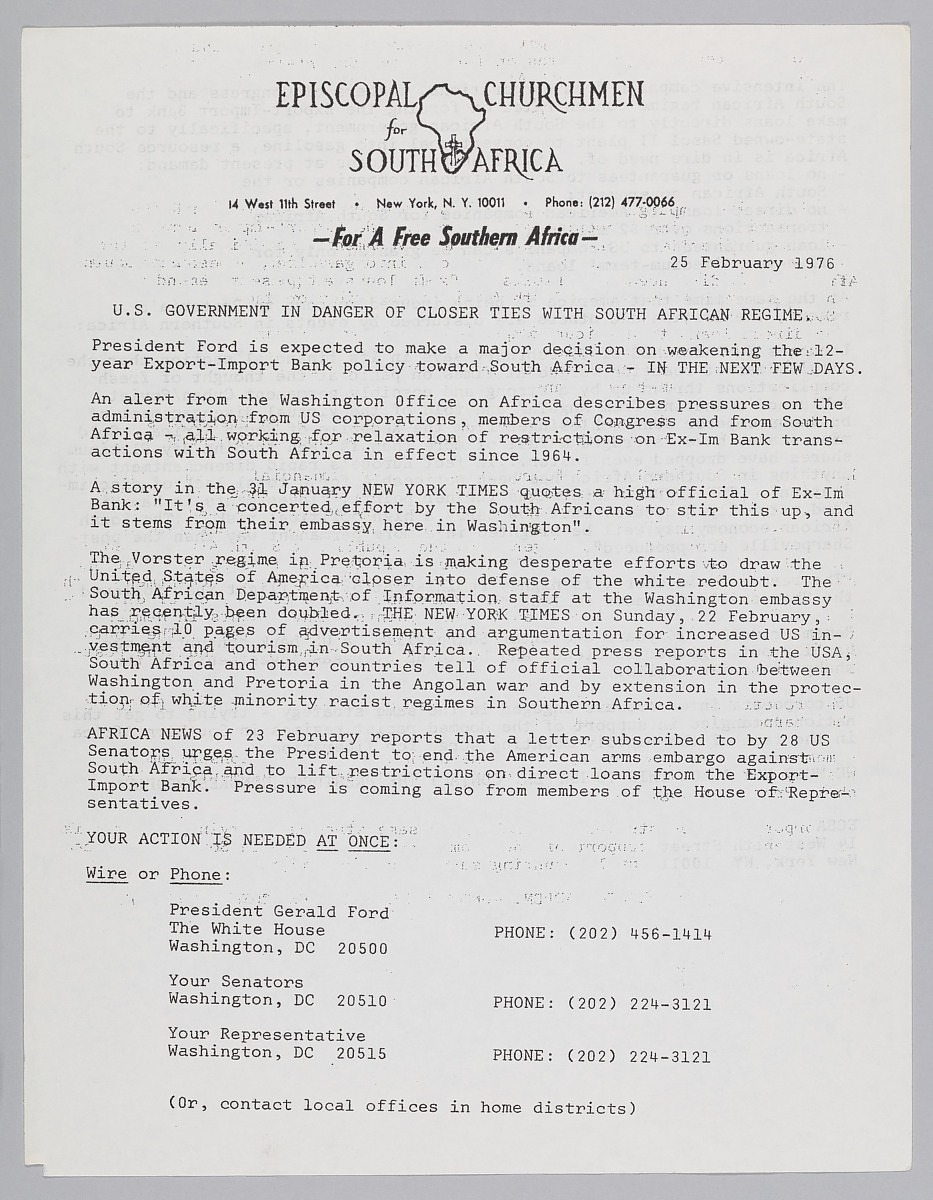 EPISCOPAL CHURCHMEN
for
SOUTH AFRICA
14 West 11th Street • New York, N. Y. 10011 • Phone: (212) 477-0066
—For A Free Southern Africa—
25 February 1976
U.S. GOVERNMENT IN DANGER OF CLOSER TIES WITH SOUTH AFRICAN REGIME.
President Ford is expected to make a major decision on weakening the 12-
year Export-Import Bank policy toward South Africa - IN THE NEXT FEW DAYS.
An alert from the Washington Office on Africa describes pressures on the
administration from US corporations, members of Congress and from South
Africa - all working for relaxation of restrictions on Ex-Im Bank trans-
actions with South Africa in effect since 1964.
A story in the 31 January NEW YORK TIMES quotes a high official of Ex-Im
Bank: "It's a concerted effort by the South Africans to stir this up, and
it stems from their embassy here in Washington".
The Vorster regime in Pretoria is making desperate efforts to draw the
United States of America closer into defense of the white redoubt. The
South African Department of Information staff at the Washington embassy
has recently been doubled. THE NEW YORK TIMES on Sunday, 22 February,
carries 10 pages of advertisement and argumentation for increased US in-
vestment and tourism in South Africa. Repeated press reports in the USA,
South Africa and other countries tell of official collaboration between
Washington and Pretoria in the Angolan war and by extension in the protec-
tion of white minority racist regimes in Southern Africa.
AFRICA NEWS of 23 February reports that a letter subscribed to by 28 US
Senators urges the President to end the American arms embargo against
South Africa and to lift restrictions on direct loans from the Export-
Import Bank. Pressure is coming also from members of the House of Repre-
sentatives.
YOUR ACTION IS NEEDED AT ONCE:
Wire or Phone:
President Gerald Ford
The White House
Washington, DC 20500
PHONE: (202) 456-1414
Your Senators
Washington, DC 20510
PHONE: (202) 224-3121
Your Representative
Washington, DC 20515
PHONE: (202) 224-3121
(Or, contact local offices in home districts)